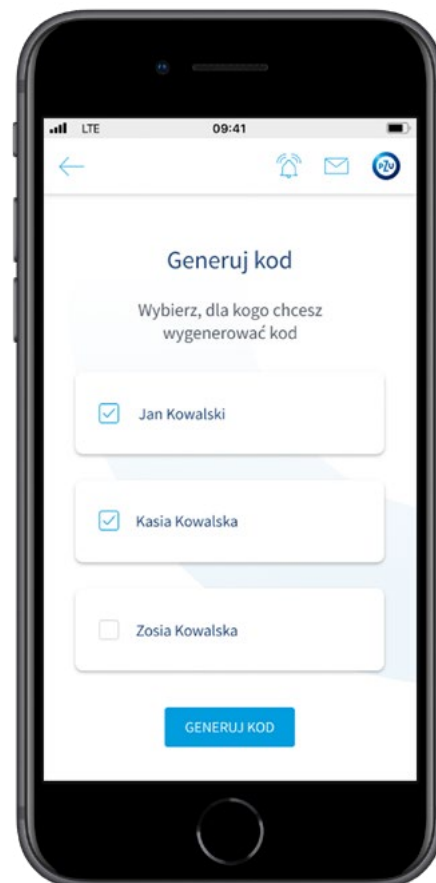 LTE
09:41
PZU
Generuj kod
Wybierz, dla kogo chcesz
wygenerować kod
Jan Kowalski
Kasia Kowalska
Zosia Kowalska
GENERUJ KOD